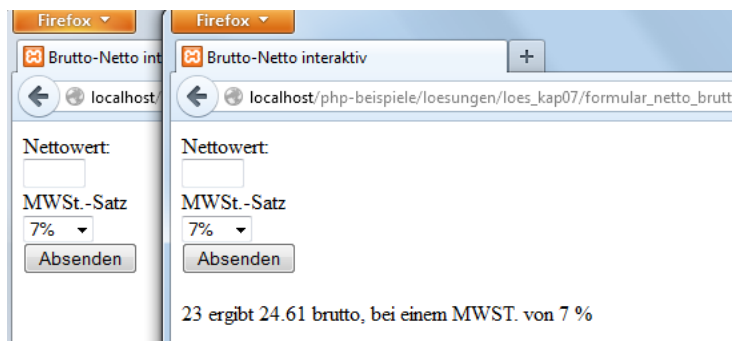 Firefox
Firefox
Brutto-Netto int
Brutto-Netto interaktiv
+
localhost/
localhost/php-beispiele/loesungen/loes_kap07/formular_netto_brutt
Nettowert:
Nettowert:
MWSt.-Satz
MWSt.-Satz
7%
7%
Absenden
Absenden
23 ergibt 24.61 brutto, bei einem MWST. von 7 %